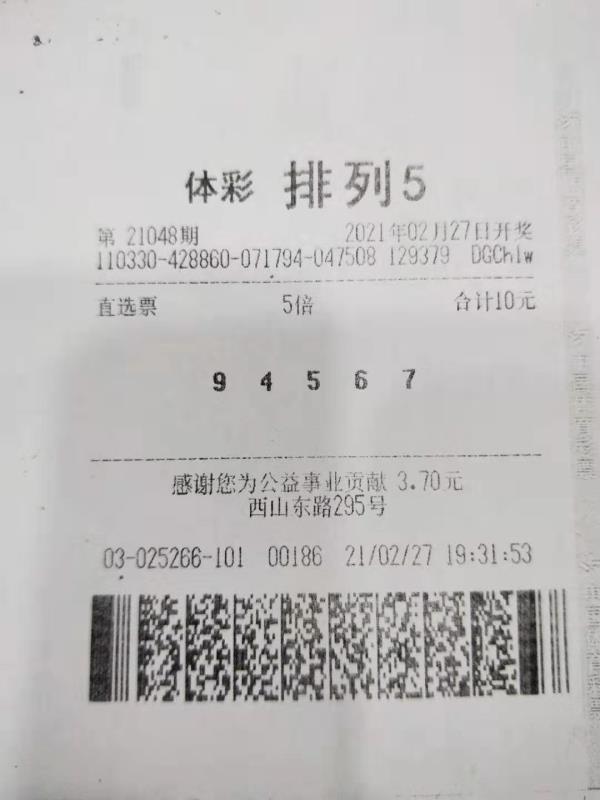 体彩 排列5
第 21048期 2021年02月27日开奖
110330-428860-071794-047508 129379 DGChlw
直选票 5倍 合计10元
9 4 5 6 7
感谢您为公益事业贡献 3.70元
西山东路295号
03-025266-101 00186 21/02/27 19:31:53